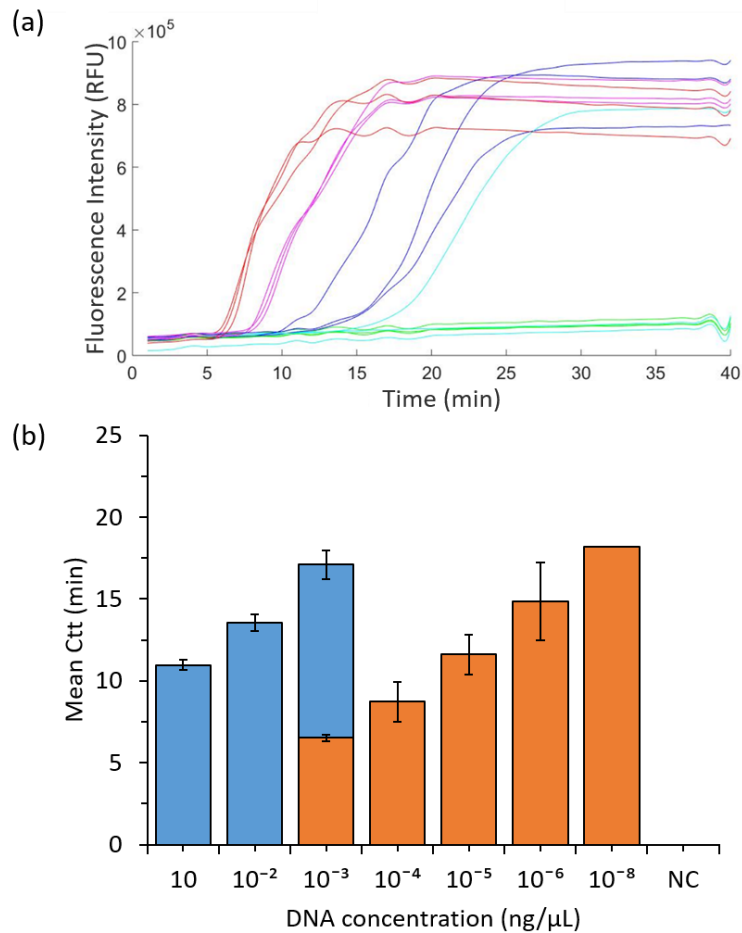 (a)
×10⁵
10
8
6
4
2
0
Fluorescence Intensity (RFU)
0 5 10 15 20 25 30 35 40
Time (min)
(b)
25
20
15
10
5
0
Mean Ctt (min)
10 10⁻² 10⁻³ 10⁻⁴ 10⁻⁵ 10⁻⁶ 10⁻⁸ NC
DNA concentration (ng/µL)